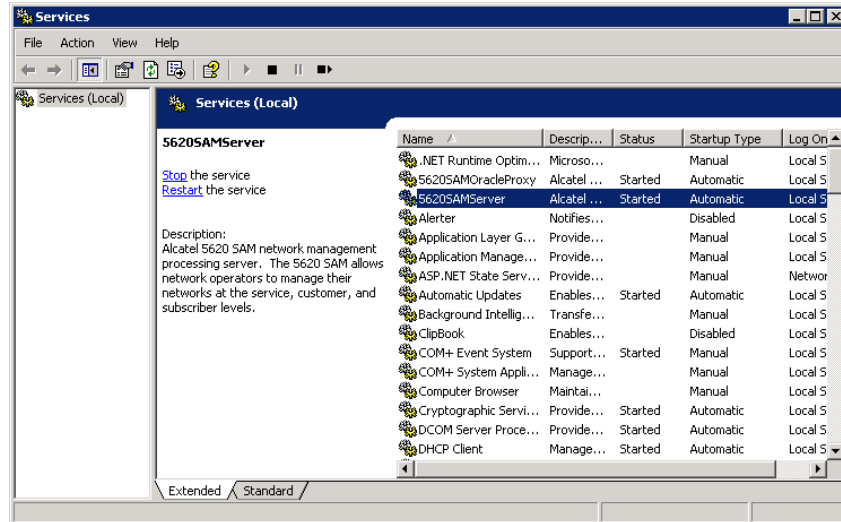 Services
File Action View Help
Services (Local)
Services (Local)
5620SAMServer
Stop the service
Restart the service
Description:
Alcatel 5620 SAM network management
processing server. The 5620 SAM allows
network operators to manage their
networks at the service, customer, and
subscriber levels.
Name Descrip... Status Startup Type Log On
.NET Runtime Optim... Microso... Manual Local S
5620SAMOracleProxy Alcatel ... Started Automatic Local S
5620SAMServer Alcatel ... Started Automatic Local S
Alerter Notifies... Disabled Local S
Application Layer G... Provide... Manual Local S
Application Manage... Provide... Manual Local S
ASP.NET State Serv... Provide... Manual Networ
Automatic Updates Enables... Started Automatic Local S
Background Intellig... Transfe... Manual Local S
ClipBook Enables... Disabled Local S
COM+ Event System Support... Started Manual Local S
COM+ System Appli... Manage... Manual Local S
Computer Browser Maintai... Manual Local S
Cryptographic Servi... Provide... Started Automatic Local S
DCOM Server Proce... Provide... Started Automatic Local S
DHCP Client Manage... Started Automatic Local S
Extended Standard